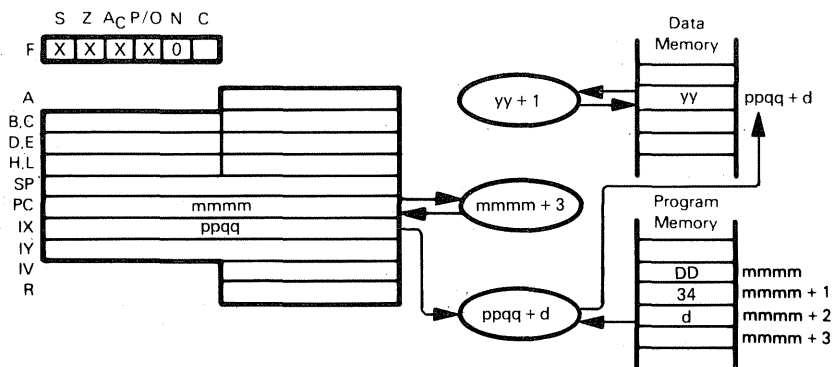 S Z AC P/O N C
F X X X X 0
Data
Memory
A
B,C
D,E
H,L
SP
PC mmmm
IX ppqq
IY
IV
R
yy + 1
yy
ppqq + d
mmmm + 3
ppqq + d
Program
Memory
DD mmmm
34 mmmm + 1
d mmmm + 2
mmmm + 3